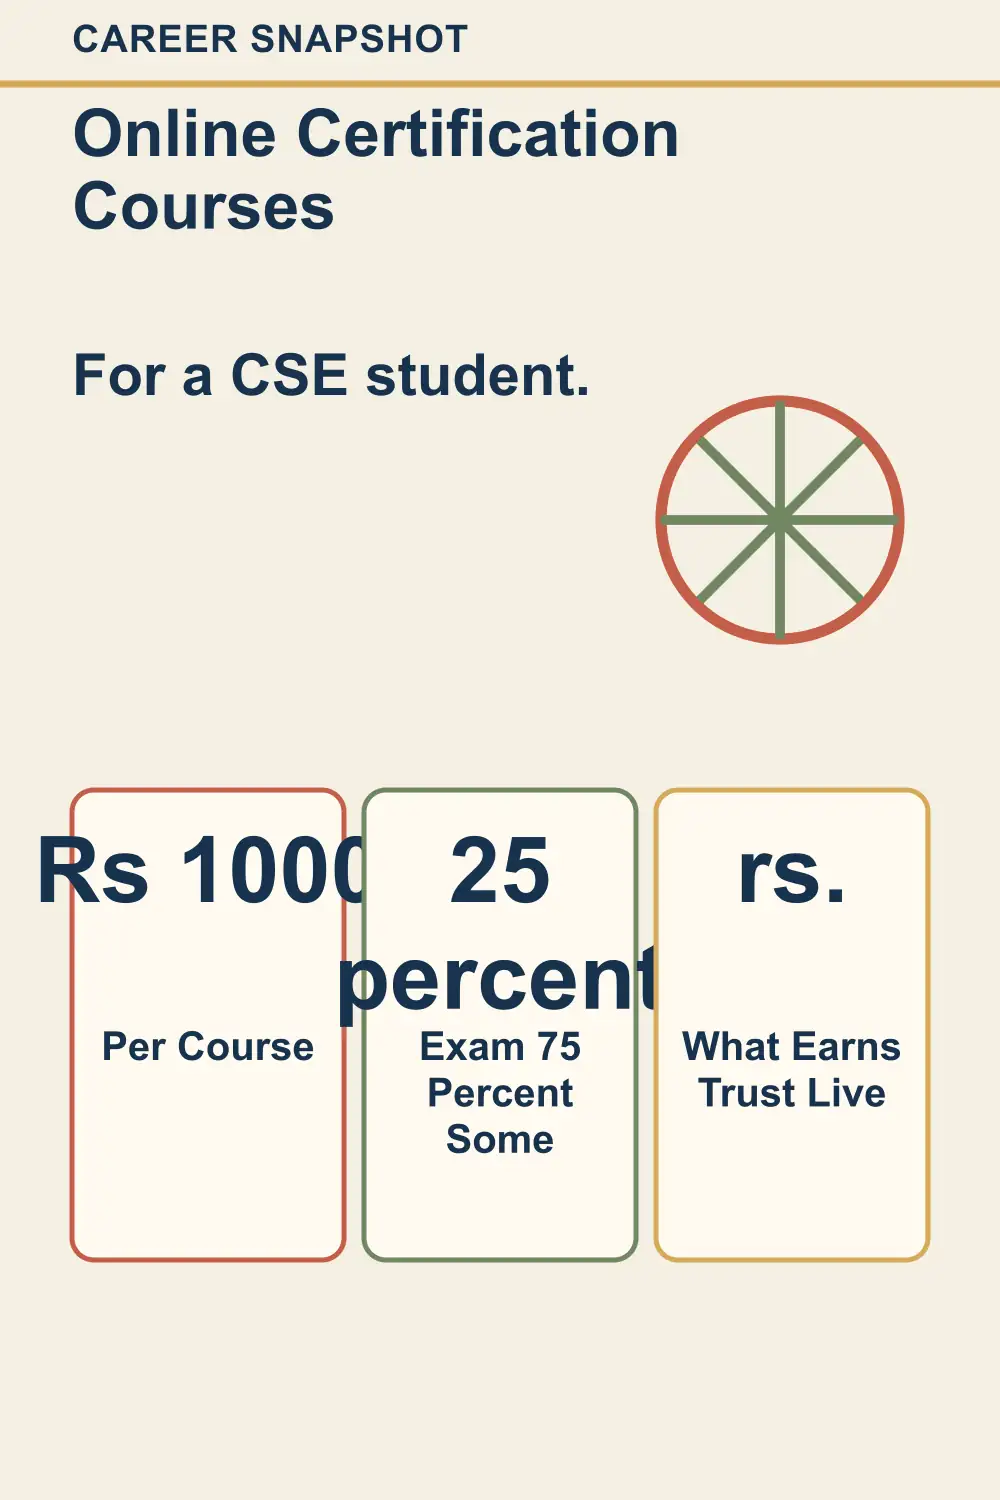 CAREER SNAPSHOT
Online Certification
Courses
For a CSE student.
Rs 1000
Per Course
25
percent
Exam 75
Percent
Some
rs.
What Earns
Trust Live